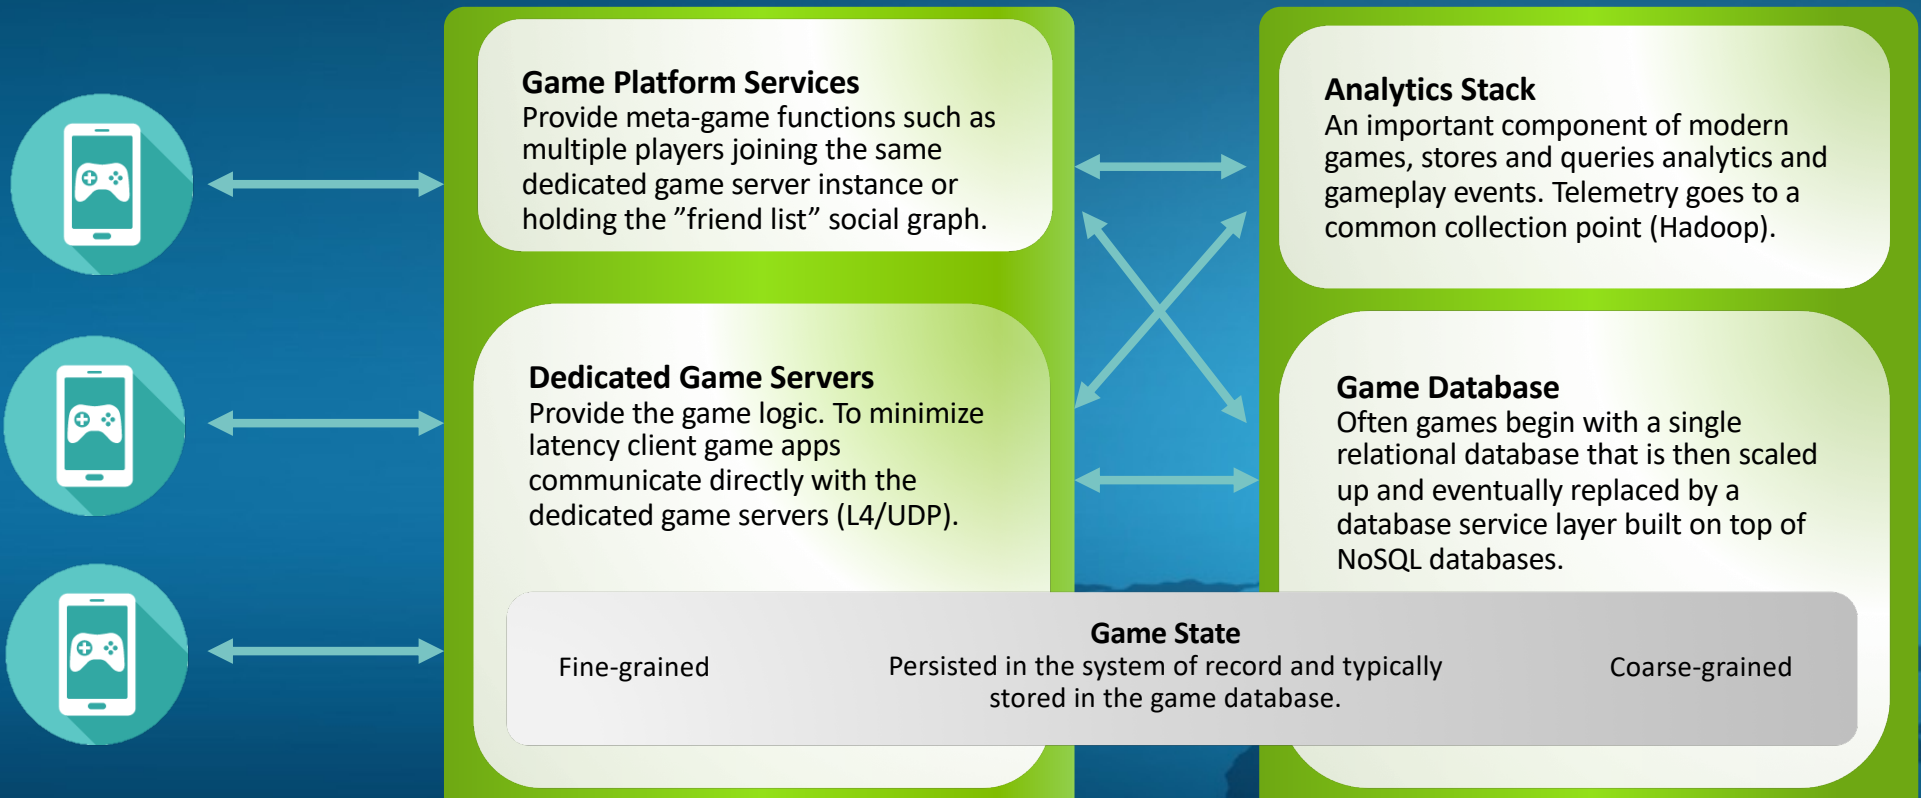 Game Platform Services
Provide meta-game functions such as
multiple players joining the same
dedicated game server instance or
holding the ”friend list” social graph.
Analytics Stack
An important component of modern
games, stores and queries analytics and
gameplay events. Telemetry goes to a
common collection point (Hadoop).
Dedicated Game Servers
Provide the game logic. To minimize
latency client game apps
communicate directly with the
dedicated game servers (L4/UDP).
Game Database
Often games begin with a single
relational database that is then scaled
up and eventually replaced by a
database service layer built on top of
NoSQL databases.
Game State
Fine-grained
Persisted in the system of record and typically
stored in the game database.
Coarse-grained